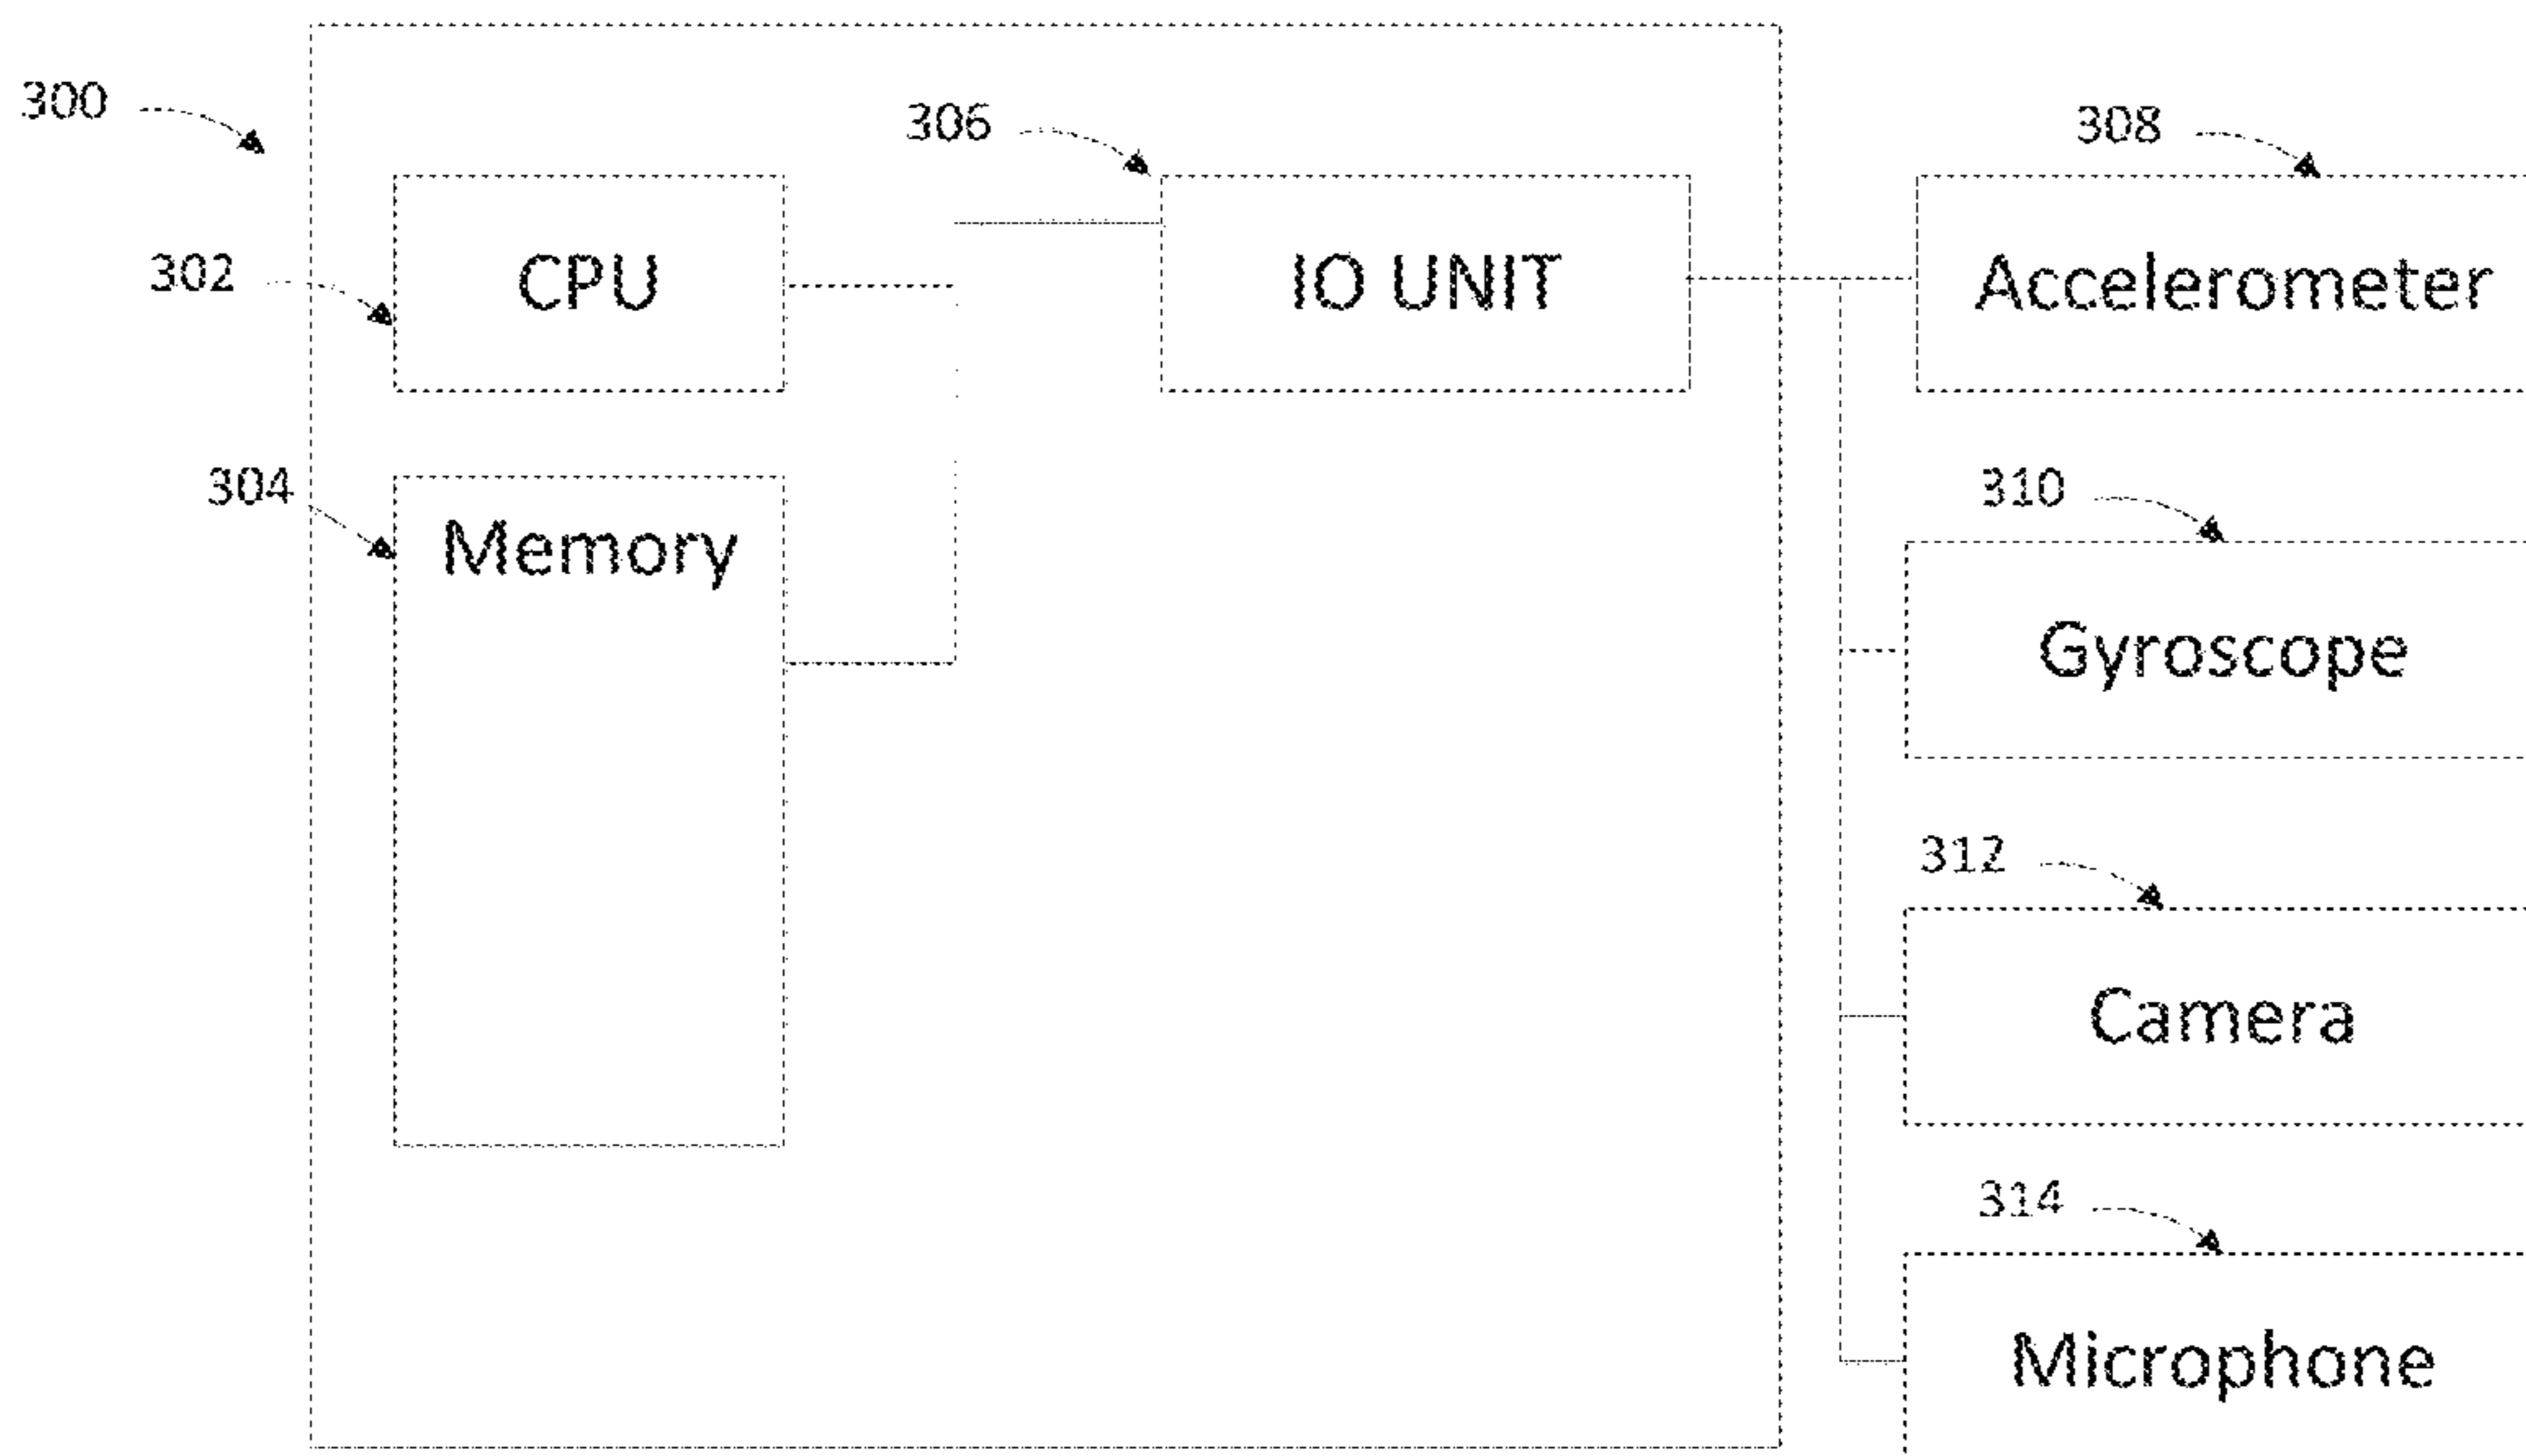 300
306
308
302
CPU
IO UNIT
Accelerometer
304
Memory
310
Gyroscope
312
Camera
314
Microphone